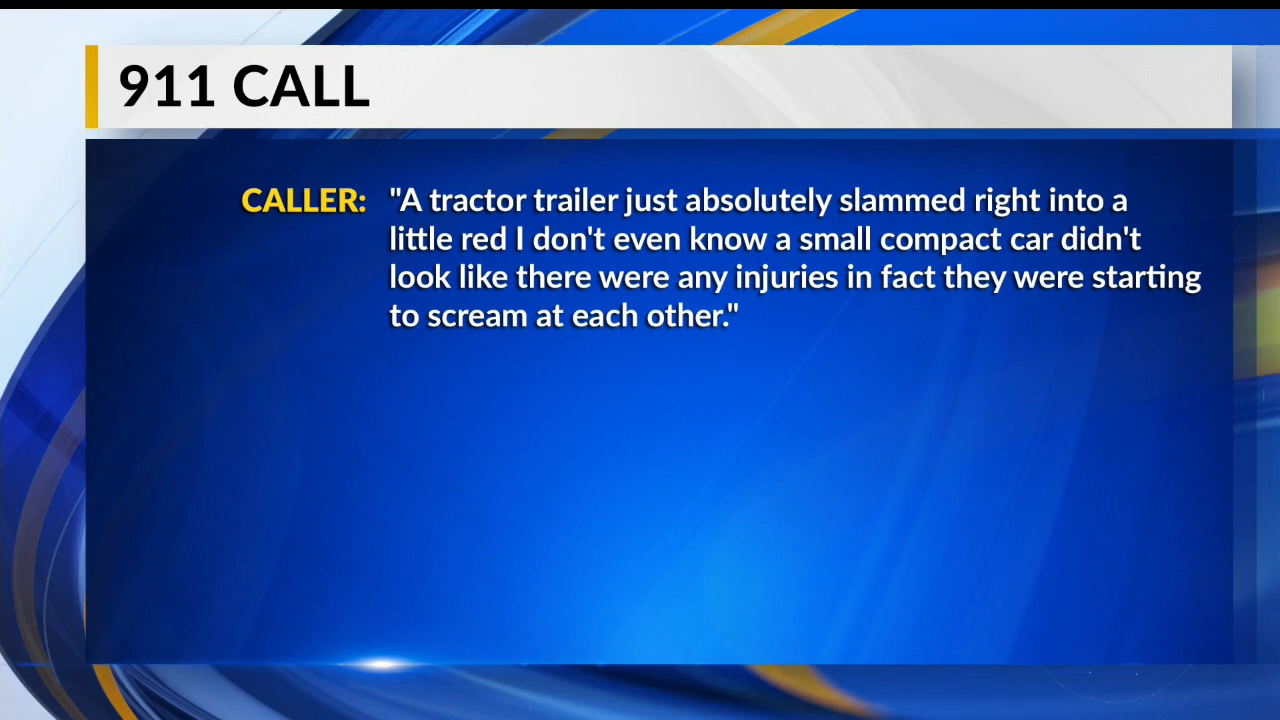 911 CALL
CALLER: "A tractor trailer just absolutely slammed right into a
little red I don't even know a small compact car didn't
look like there were any injuries in fact they were starting
to scream at each other."